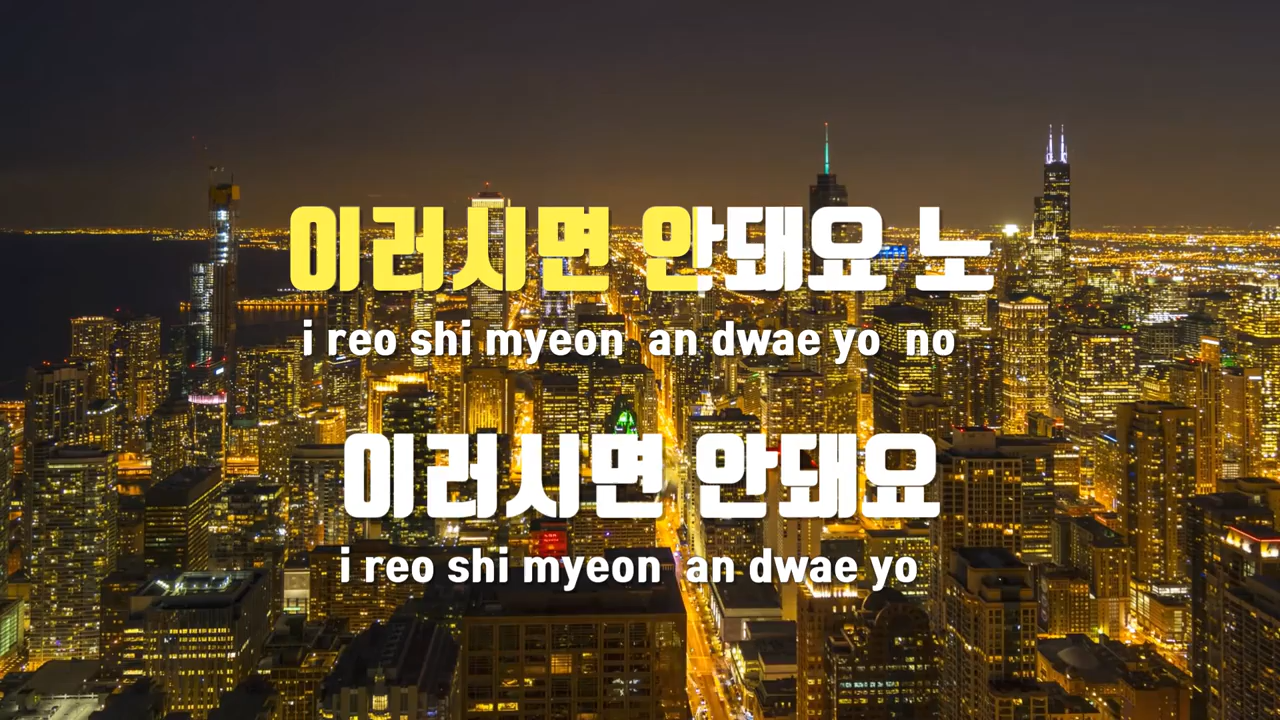 이러시면 안돼요 노
i reo shi myeon an dwae yo no
이러시면 안돼요
i reo shi myeon an dwae yo